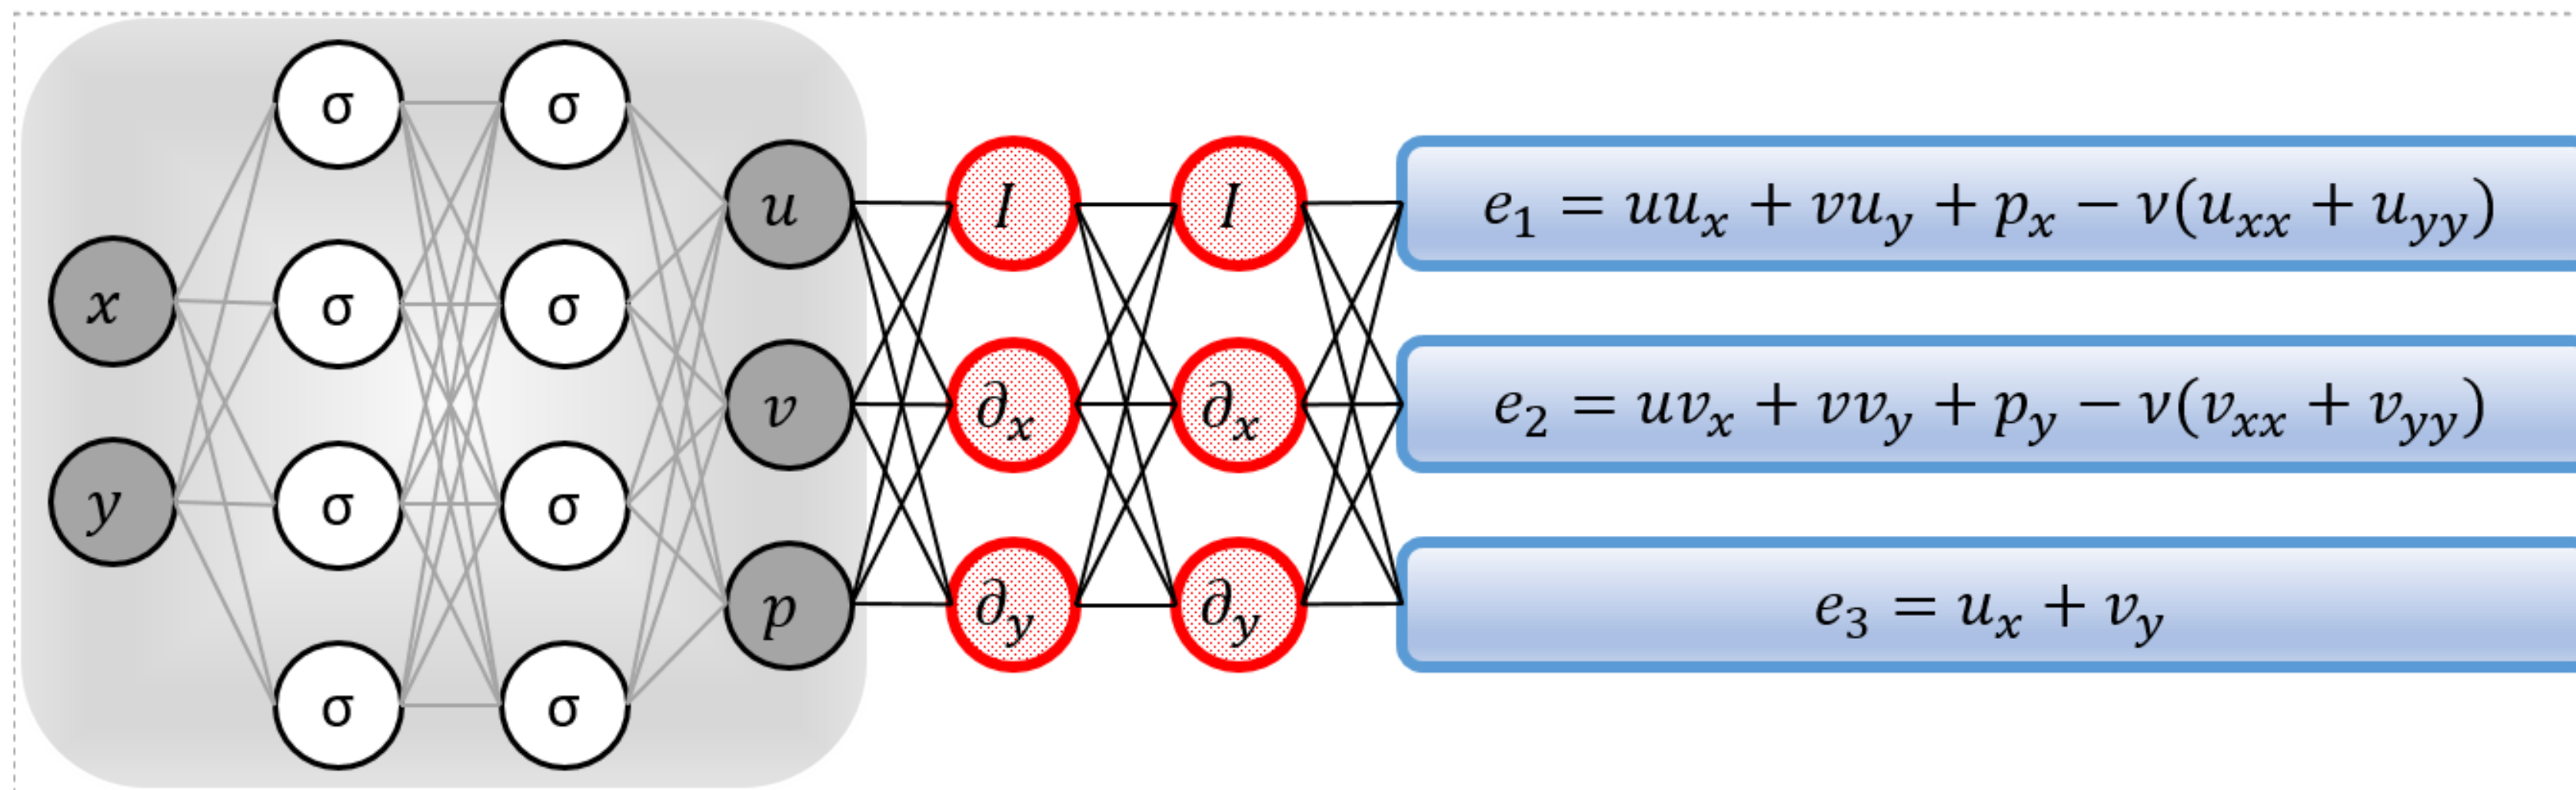 σ σ
u I I e₁ = uuₓ + vu_y + pₓ − ν(uₓₓ + u_yy)
x σ σ
v ∂ₓ ∂ₓ e₂ = uvₓ + vv_y + p_y − ν(vₓₓ + v_yy)
y σ σ
p ∂_y ∂_y e₃ = uₓ + v_y
σ σ